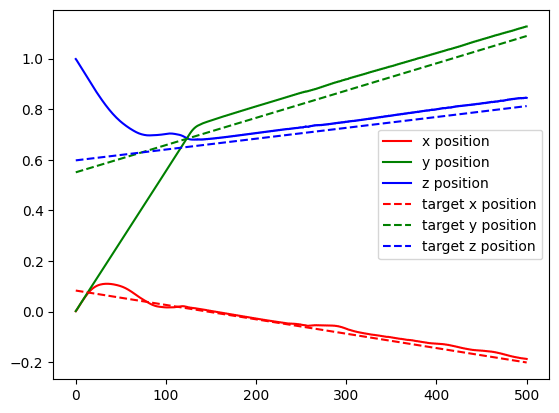 1.0
0.8
0.6
0.4
0.2
0.0
−0.2
x position
y position
z position
target x position
target y position
target z position
0
100
200
300
400
500